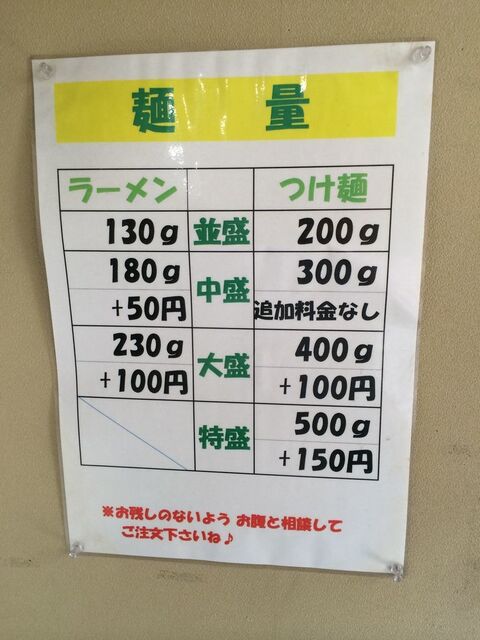 麺 量
ラーメン つけ麺
130g 並盛 200g
180g 中盛 300g
+50円 追加料金なし
230g 大盛 400g
+100円 +100円
特盛 500g
+150円
※お残しのないよう お腹と相談して
ご注文下さいね♪